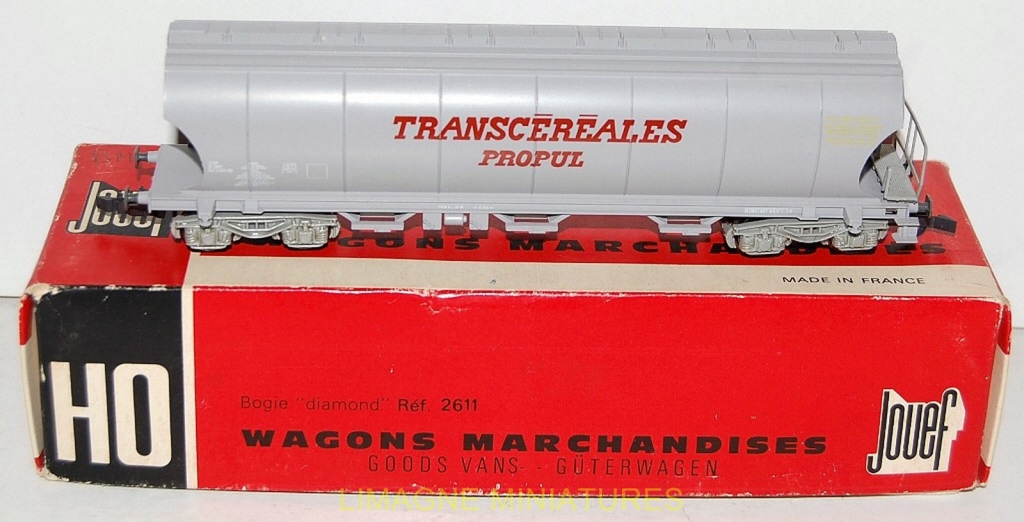 TRANSCÉRÉALES
PROPUL
Jouef
WAGONS MARCHANDISES
MADE IN FRANCE
HO
Bogie "diamond" Réf. 2611
WAGONS MARCHANDISES
GOODS VANS - - GÜTERWAGEN
Jouef
LIMAGNE MINIATURES